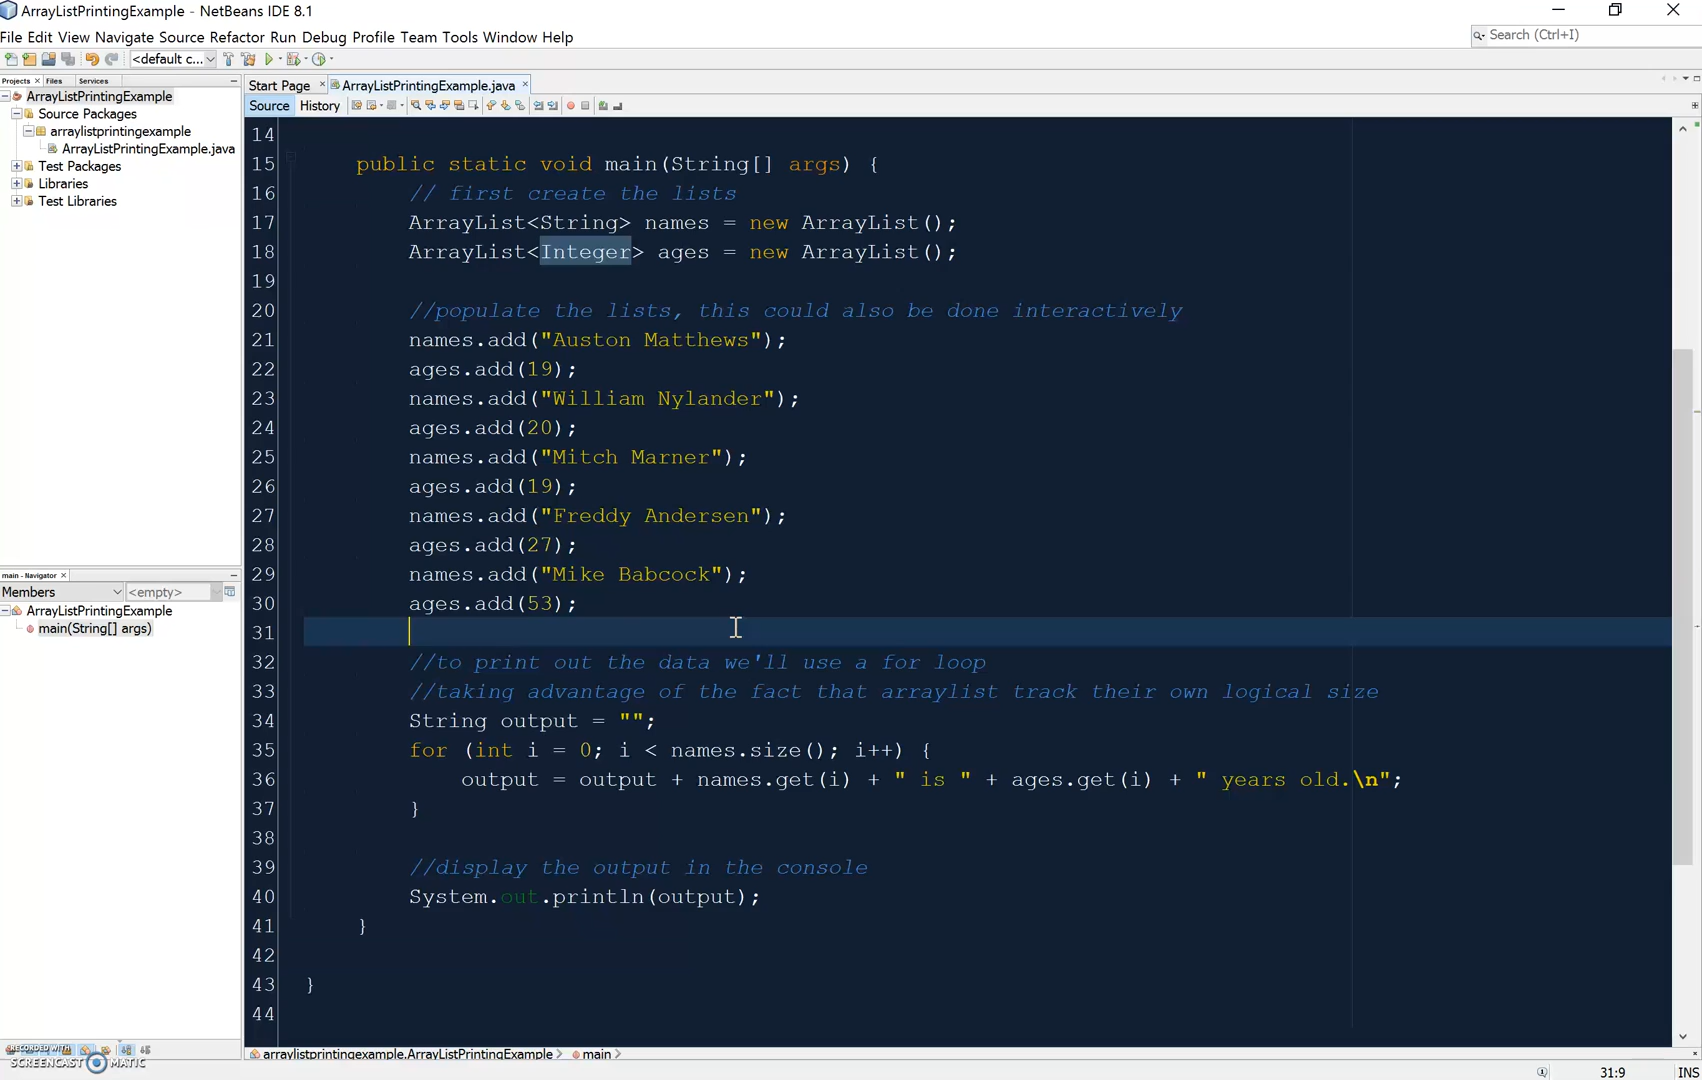 ArrayListPrintingExample - NetBeans IDE 8.1
File Edit View Navigate Source Refactor Run Debug Profile Team Tools Window Help
Search (Ctrl+I)
<default c...
Projects Files Services
ArrayListPrintingExample
Source Packages
arraylistprintingexample
ArrayListPrintingExample.java
Test Packages
Libraries
Test Libraries
main - Navigator
Members <empty>
ArrayListPrintingExample
main(String[] args)
RECORDED WITH
SCREENCAST MATIC
Start Page ArrayListPrintingExample.java
Source History
14
15 public static void main(String[] args) {
16 // first create the lists
17 ArrayList<String> names = new ArrayList();
18 ArrayList<Integer> ages = new ArrayList();
19
20 //populate the lists, this could also be done interactively
21 names.add("Auston Matthews");
22 ages.add(19);
23 names.add("William Nylander");
24 ages.add(20);
25 names.add("Mitch Marner");
26 ages.add(19);
27 names.add("Freddy Andersen");
28 ages.add(27);
29 names.add("Mike Babcock");
30 ages.add(53);
31
32 //to print out the data we'll use a for loop
33 //taking advantage of the fact that arraylist track their own logical size
34 String output = "";
35 for (int i = 0; i < names.size(); i++) {
36 output = output + names.get(i) + " is " + ages.get(i) + " years old.\n";
37 }
38
39 //display the output in the console
40 System.out.println(output);
41 }
42
43 }
44
arraylistprintingexample.ArrayListPrintingExample main
31:9 INS